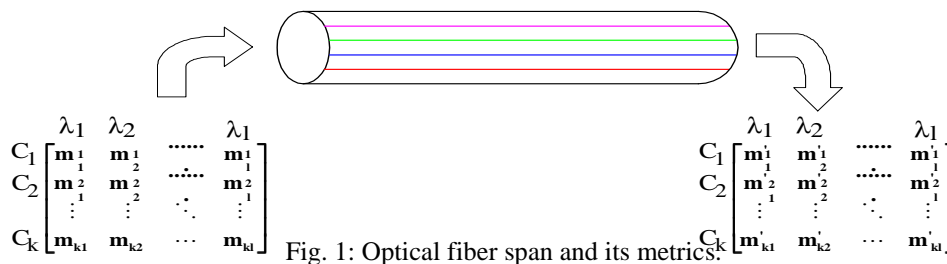 λ1 λ2 ...... λl
C1 m11 m12 ...... m1l
C2 m21 m22 ...... m2l
⋮ ⋮ ⋱ ⋮
Ck mk1 mk2 ... mkl
λ1 λ2 ...... λl
C1 m'11 m'12 ...... m'1l
C2 m'21 m'22 ...... m'2l
⋮ ⋮ ⋱ ⋮
Ck m'k1 m'k2 ... m'kl
Fig. 1: Optical fiber span and its metrics.